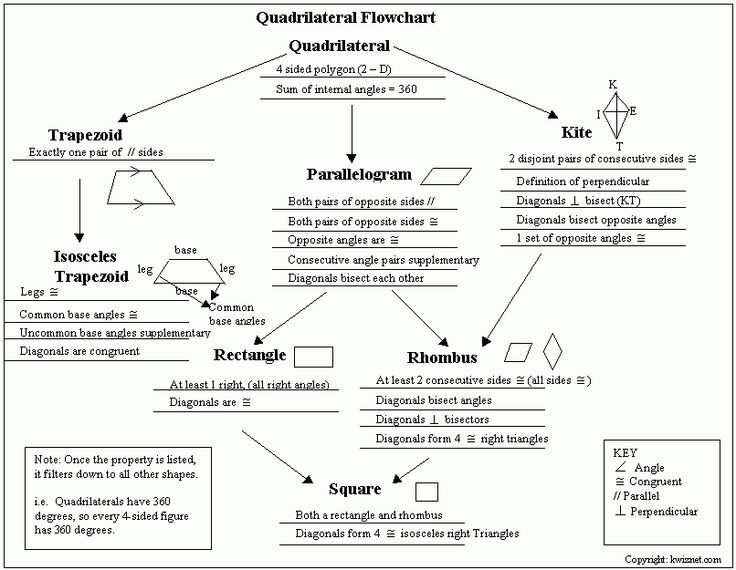 Quadrilateral Flowchart
Quadrilateral
4 sided polygon (2 – D)
Sum of internal angles = 360
Trapezoid
Exactly one pair of // sides
Parallelogram
Both pairs of opposite sides //
Both pairs of opposite sides ≅
Opposite angles are ≅
Consecutive angle pairs supplementary
Diagonals bisect each other
K
I
E
T
Kite
2 disjoint pairs of consecutive sides ≅
Definition of perpendicular
Diagonals ⊥ bisect (KT)
Diagonals bisect opposite angles
1 set of opposite angles ≅
Isosceles
Trapezoid
base
leg
leg
base
Common
base angles
Legs ≅
Common base angles ≅
Uncommon base angles supplementary
Diagonals are congruent
Rectangle
At least 1 right, (all right angles)
Diagonals are ≅
Rhombus
At least 2 consecutive sides ≅ (all sides ≅)
Diagonals bisect angles
Diagonals ⊥ bisectors
Diagonals form 4 ≅ right triangles
Square
Both a rectangle and rhombus
Diagonals form 4 ≅ isosceles right Triangles
Note: Once the property is listed,
it filters down to all other shapes.
i.e. Quadrilaterals have 360
degrees, so every 4-sided figure
has 360 degrees.
KEY
∠ Angle
≅ Congruent
// Parallel
⊥ Perpendicular
Copyright: kwiznet.com